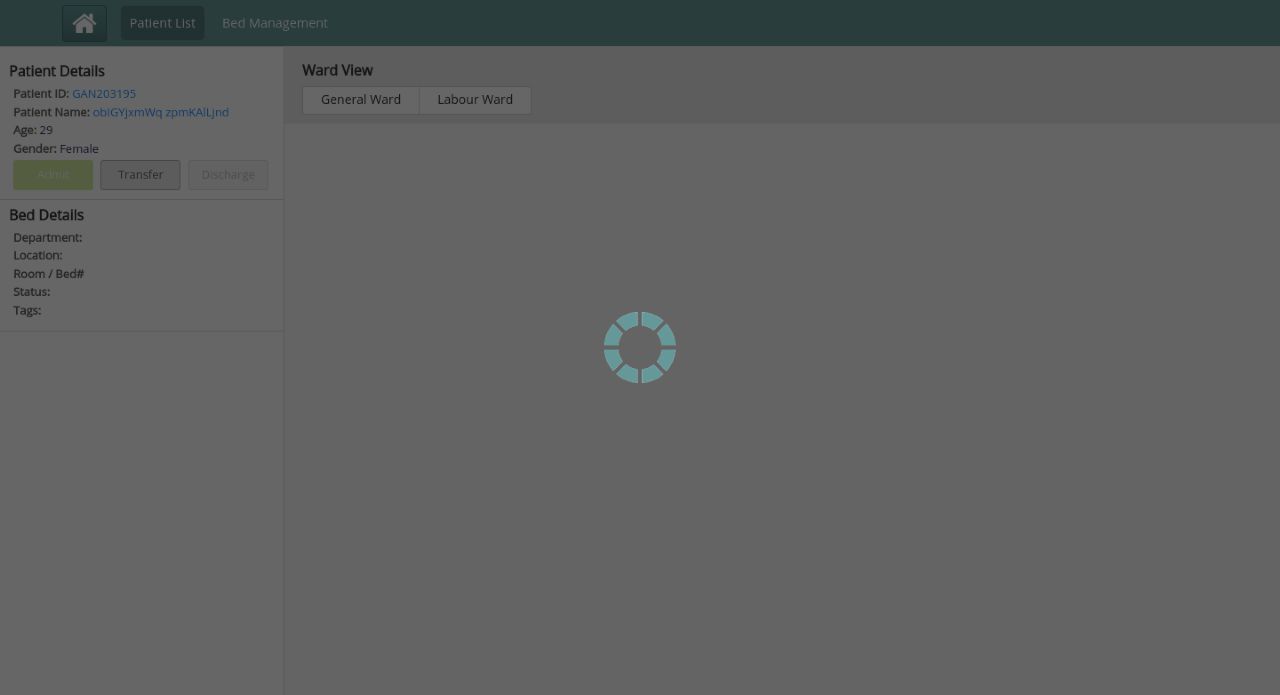 Patient List Bed Management
Patient Details
Patient ID: GAN203195
Patient Name: obiGYjxmWq zpmKAlLjnd
Age: 29
Gender: Female
Admit Transfer Discharge
Bed Details
Department:
Location:
Room / Bed#
Status:
Tags:
Ward View
General Ward Labour Ward